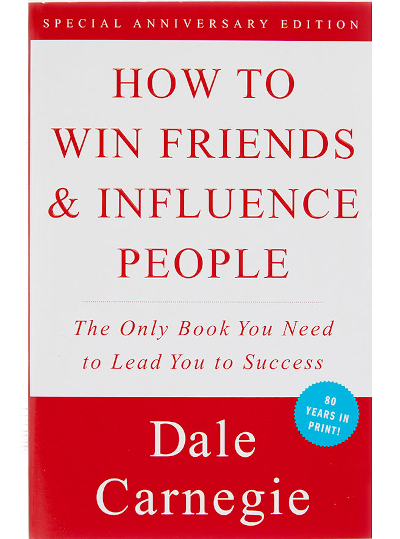 SPECIAL ANNIVERSARY EDITION
HOW TO
WIN FRIENDS
& INFLUENCE
PEOPLE
The Only Book You Need
to Lead You to Success
80
YEARS IN
PRINT!
Dale
Carnegie